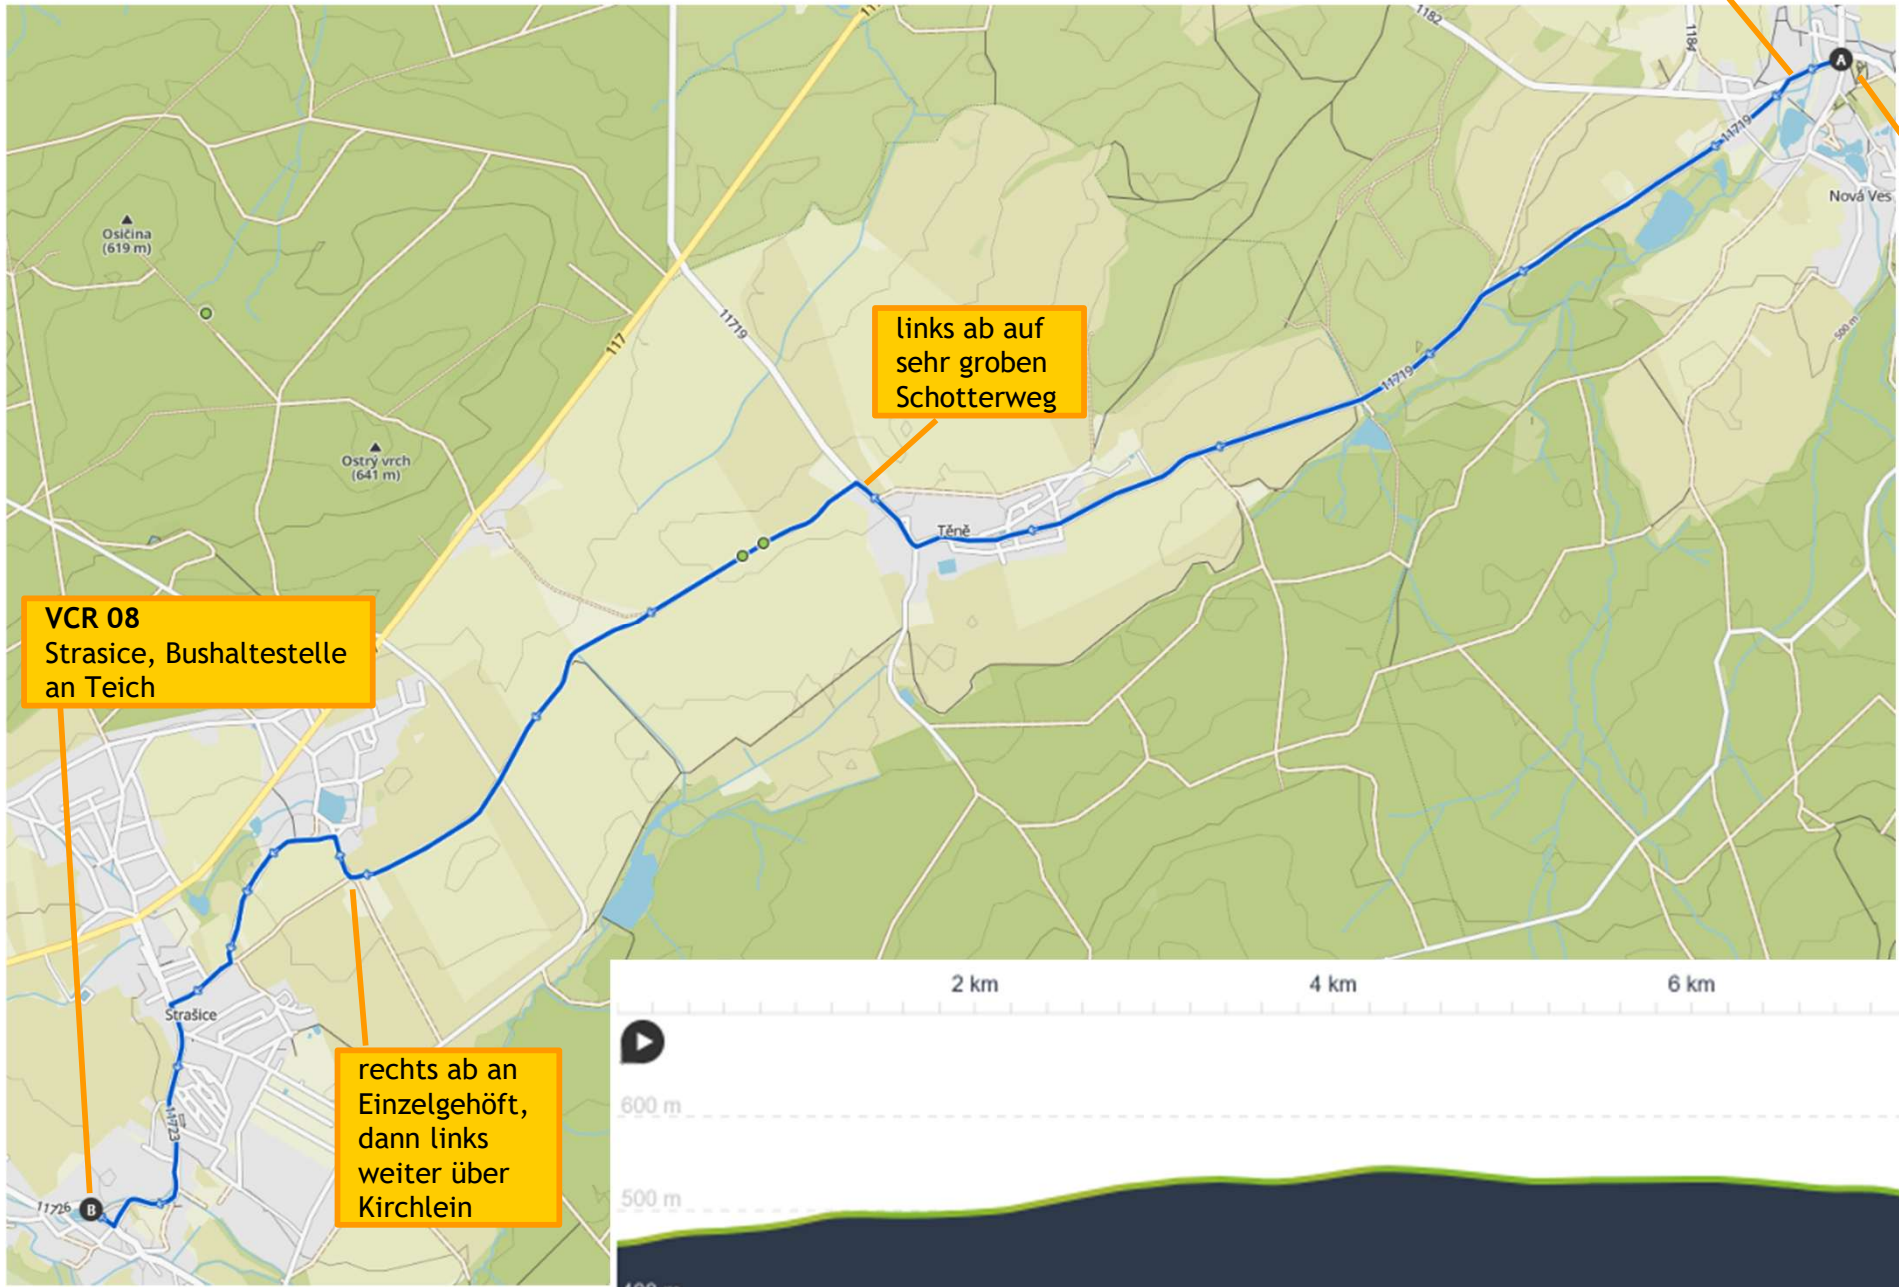 1182
1184
11719
Nová Ves
Osičina
(619 m)
11719
117
500 m
links ab auf
sehr groben
Schotterweg
11719
Ostrý vrch
(641 m)
Těně
VCR 08
Strasice, Bushaltestelle
an Teich
Strašice
11723
rechts ab an
Einzelgehöft,
dann links
weiter über
Kirchlein
11726
A
B
2 km
4 km
6 km
600 m
500 m